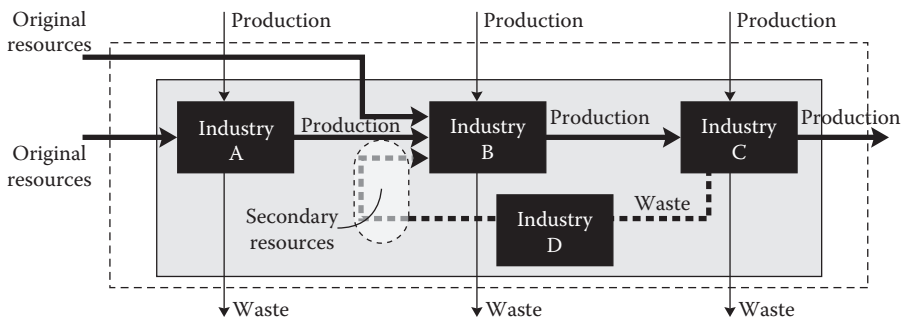 Original
resources
Production
Production
Production
Industry
A
Production
Industry
B
Production
Industry
C
Production
Original
resources
Secondary
resources
Waste
Industry
D
Waste
Waste
Waste